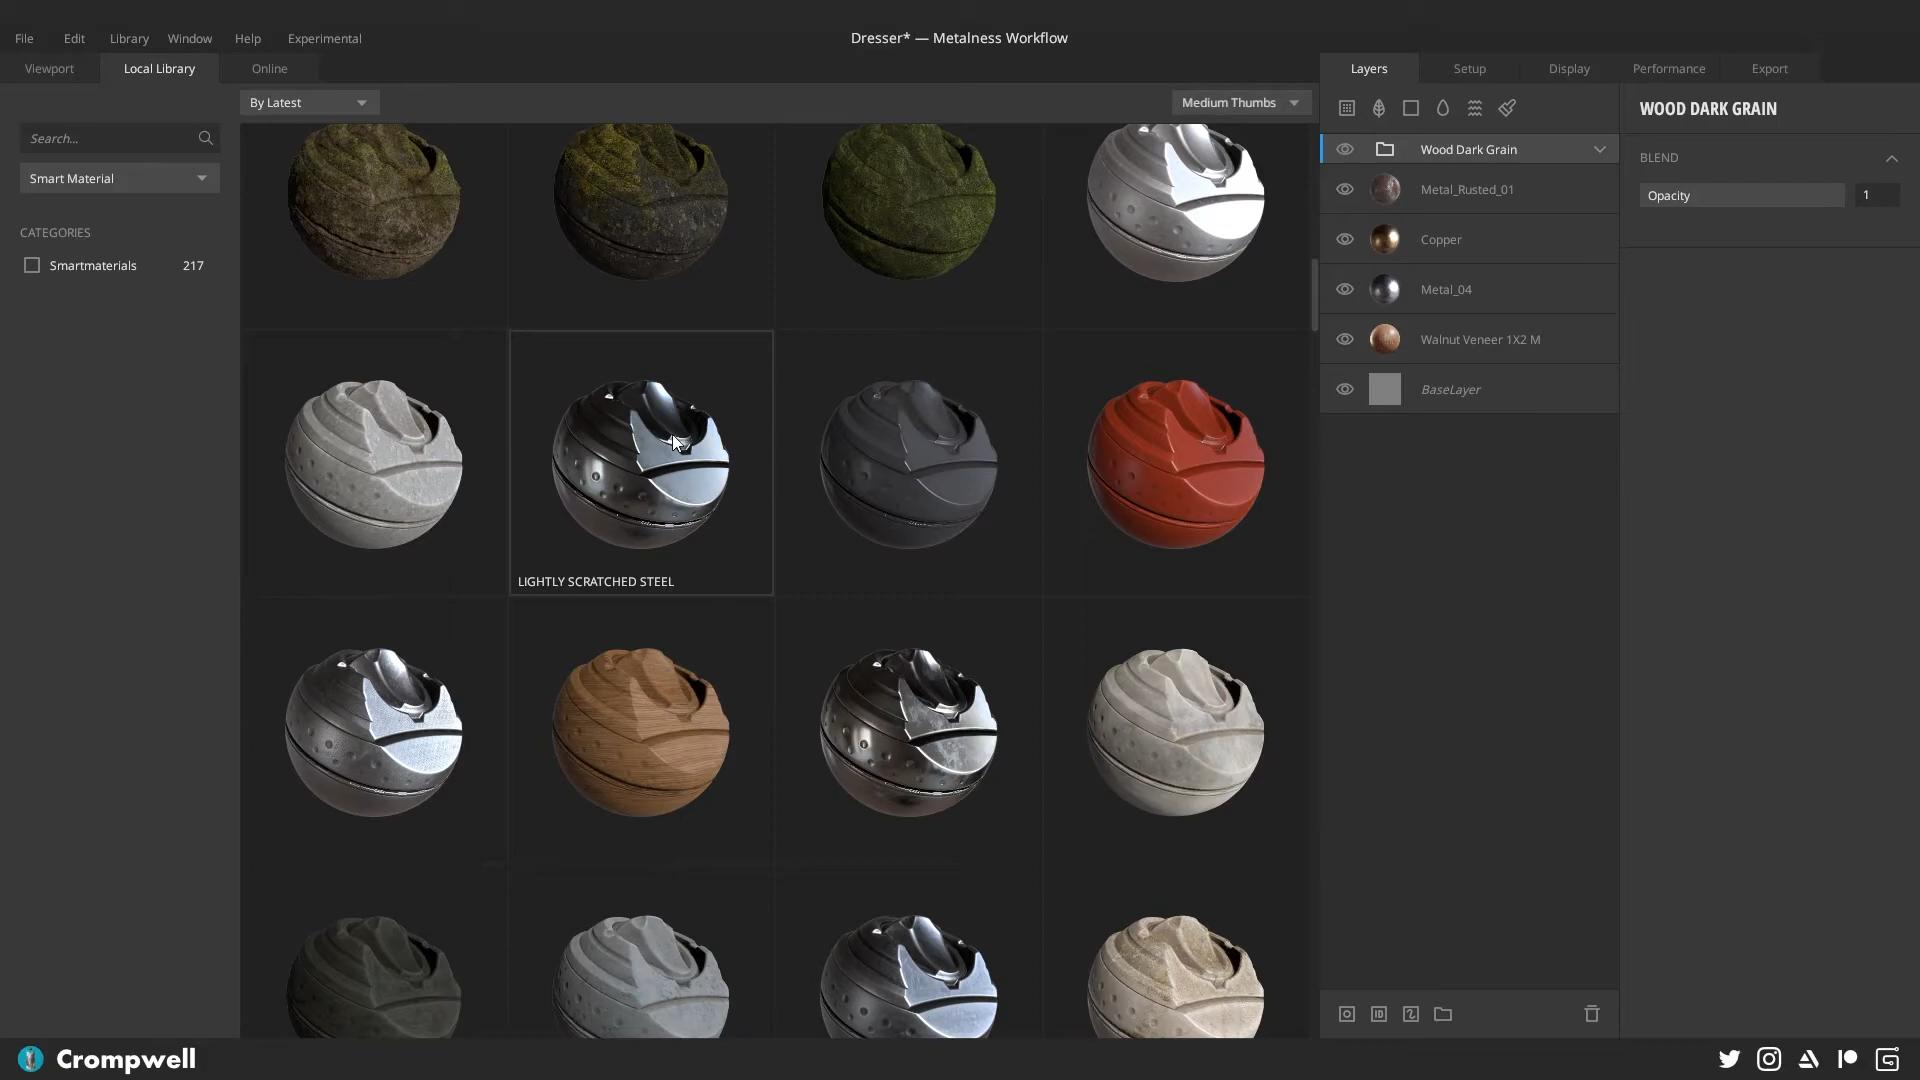 Dresser* — Metalness Workflow
File Edit Library Window Help Experimental
Viewport Local Library Online
Layers Setup Display Performance Export
By Latest
Medium Thumbs
Search...
Smart Material
CATEGORIES
Smartmaterials 217
LIGHTLY SCRATCHED STEEL
Wood Dark Grain
Metal_Rusted_01
Copper
Metal_04
Walnut Veneer 1X2 M
BaseLayer
ID
WOOD DARK GRAIN
BLEND
Opacity 1
Crompwell